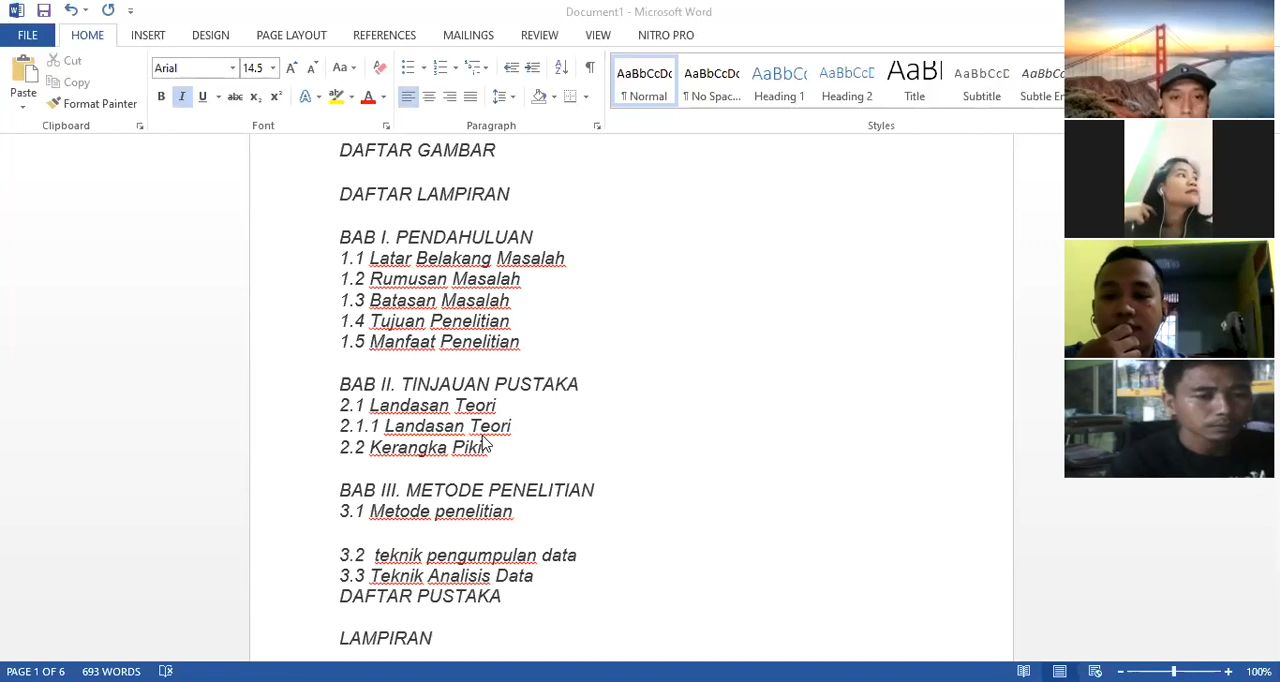 Document1 - Microsoft Word
FILE HOME INSERT DESIGN PAGE LAYOUT REFERENCES MAILINGS REVIEW VIEW NITRO PRO
Cut
Copy
Format Painter
Paste
Clipboard
Arial 14.5
Font
Paragraph
AaBbCcDc AaBbCcDc AaBbCc AaBbCcC AaBl AaBbCcC AaBbCcC
¶ Normal ¶ No Spac... Heading 1 Heading 2 Title Subtitle Subtle Em
Styles
DAFTAR GAMBAR
DAFTAR LAMPIRAN
BAB I. PENDAHULUAN
1.1 Latar Belakang Masalah
1.2 Rumusan Masalah
1.3 Batasan Masalah
1.4 Tujuan Penelitian
1.5 Manfaat Penelitian
BAB II. TINJAUAN PUSTAKA
2.1 Landasan Teori
2.1.1 Landasan Teori
2.2 Kerangka Pikir
BAB III. METODE PENELITIAN
3.1 Metode penelitian
3.2 teknik pengumpulan data
3.3 Teknik Analisis Data
DAFTAR PUSTAKA
LAMPIRAN
PAGE 1 OF 6 693 WORDS 100%